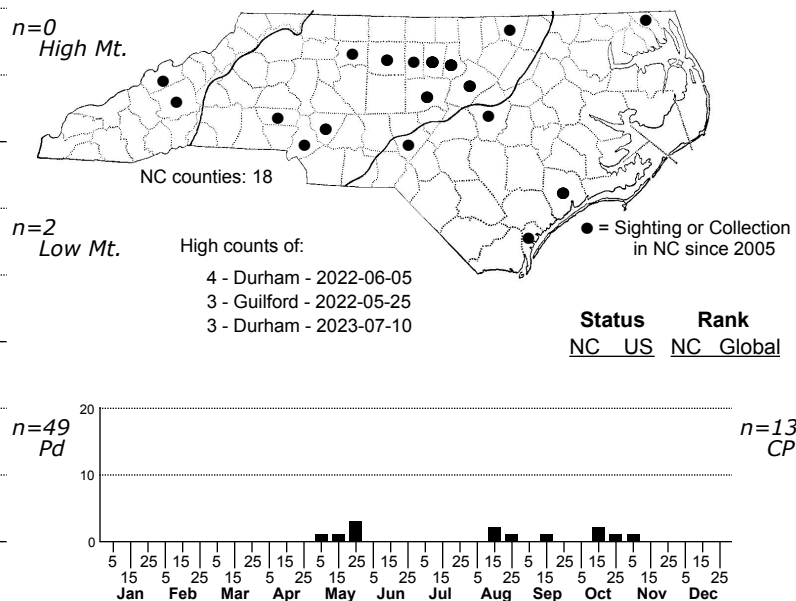 n=0
High Mt.
NC counties: 18
n=2
Low Mt.
High counts of:
4 - Durham - 2022-06-05
3 - Guilford - 2022-05-25
3 - Durham - 2023-07-10
● = Sighting or Collection
in NC since 2005
Status Rank
NC US NC Global
n=49
Pd
n=13
CP
20
10
0
5 25 15 5 25 15 5 25 15 5 25 15 5 25 15 5 25 15
15 5 25 15 5 25 15 5 25 15 5 25 15 5 25 15 5 25
Jan Feb Mar Apr May Jun Jul Aug Sep Oct Nov Dec